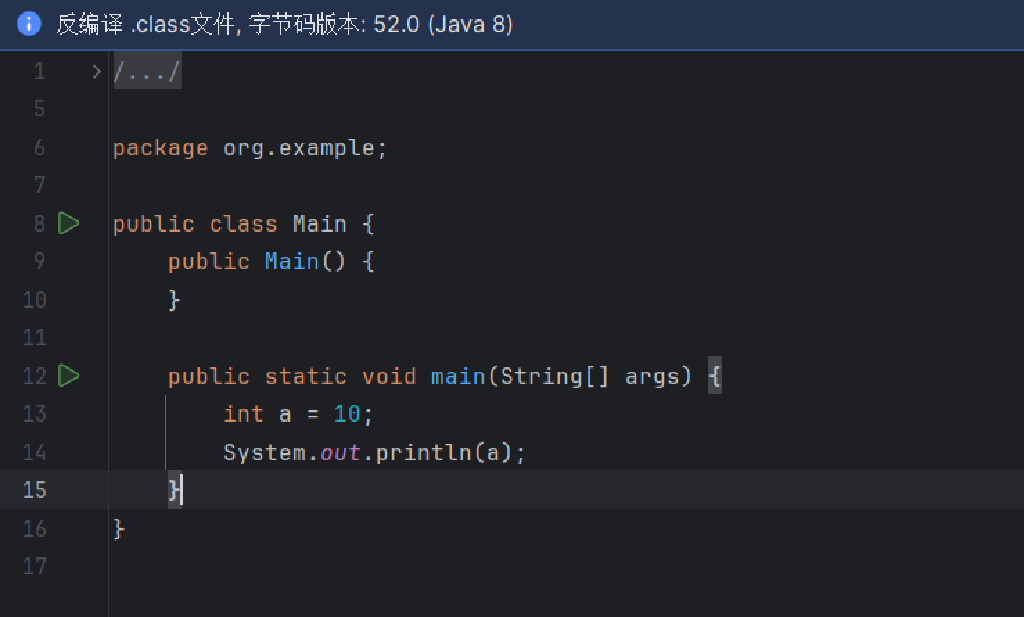 反编译 .class文件, 字节码版本: 52.0 (Java 8)
1 /.../
5
6 package org.example;
7
8 public class Main {
9     public Main() {
10     }
11
12     public static void main(String[] args) {
13         int a = 10;
14         System.out.println(a);
15     }
16 }
17